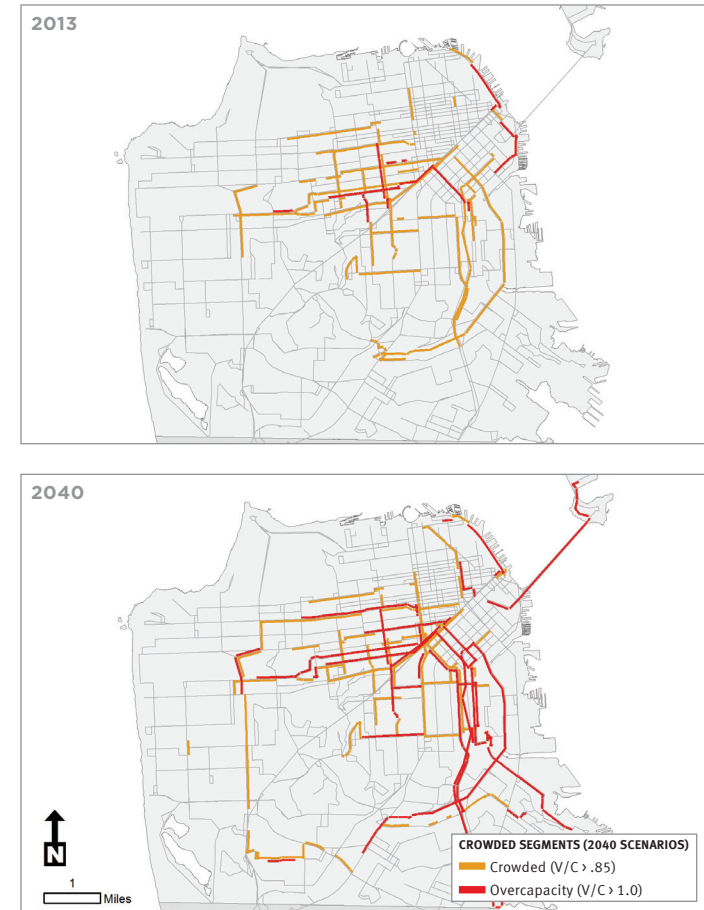 2013
2040
N
1
Miles
CROWDED SEGMENTS (2040 SCENARIOS)
Crowded (V/C > .85)
Overcapacity (V/C > 1.0)